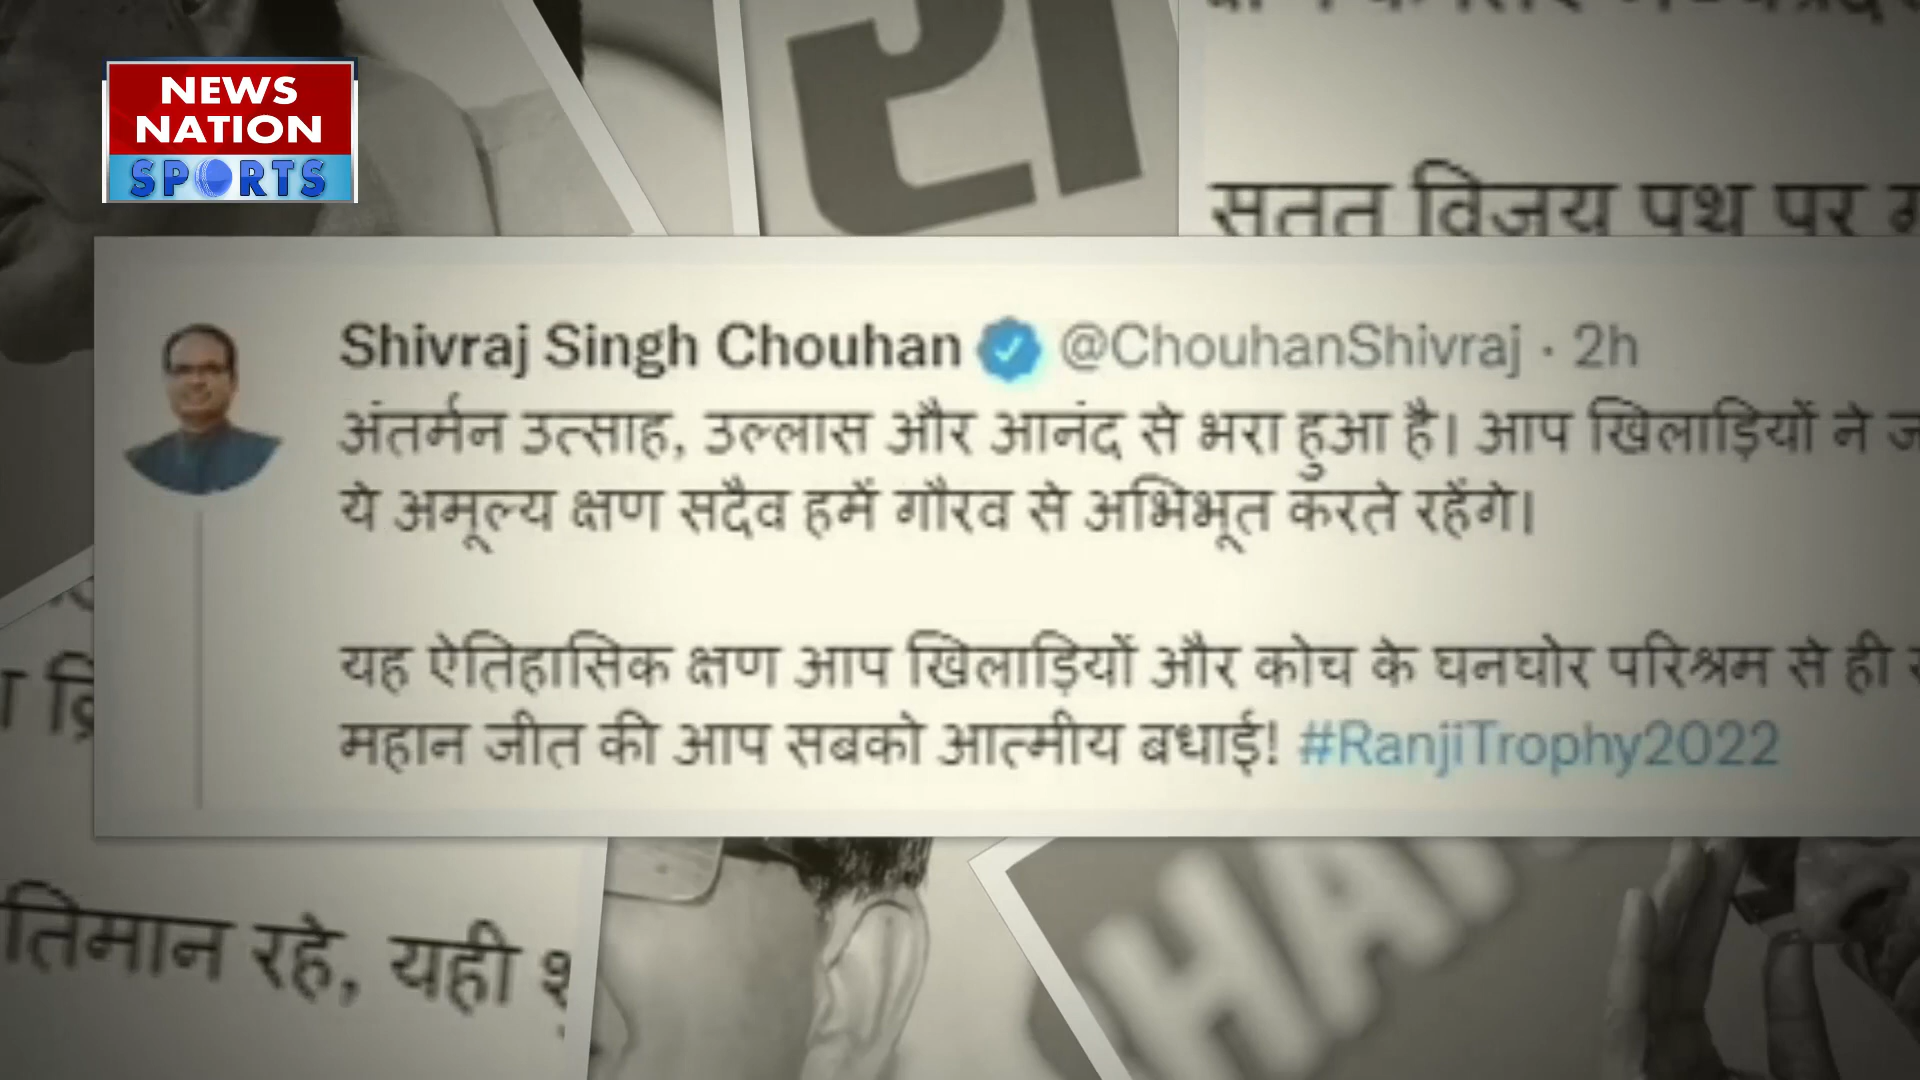 NEWS
NATION
SPORTS
रा
सतत विजय पथ पर
Shivraj Singh Chouhan @ChouhanShivraj · 2h
अंतर्मन उत्साह, उल्लास और आनंद से भरा हुआ है। आप खिलाड़ियों ने
ये अमूल्य क्षण सदैव हमें गौरव से अभिभूत करते रहेंगे।
यह ऐतिहासिक क्षण आप खिलाड़ियों और कोच के घनघोर परिश्रम से ही
महान जीत की आप सबको आत्मीय बधाई! #RanjiTrophy2022
तिमान रहे, यही
HA